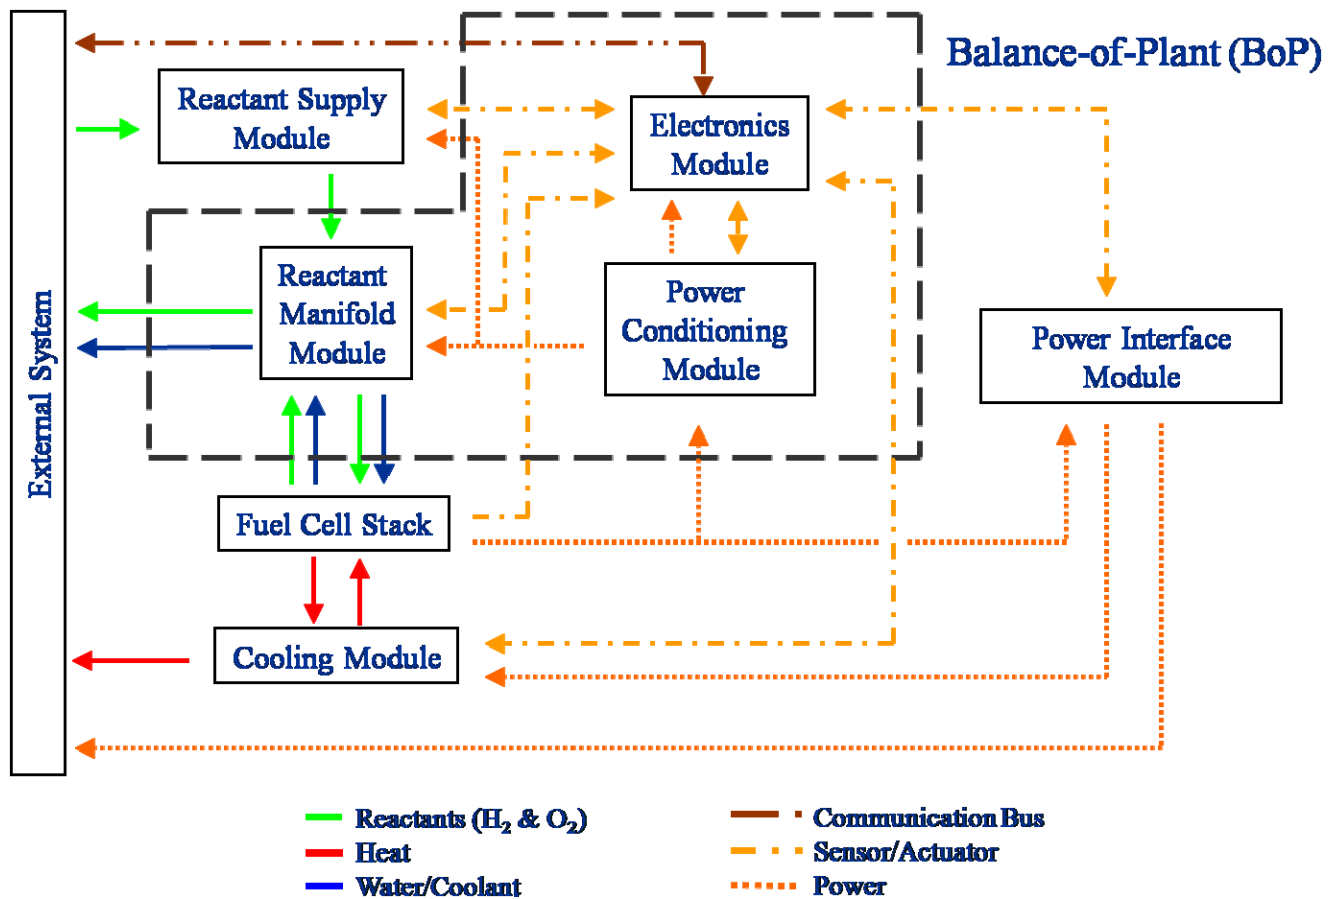 Balance-of-Plant (BoP)
Reactant Supply
Module
Electronics
Module
Reactant
Manifold
Module
Power
Conditioning
Module
Power Interface
Module
External System
Fuel Cell Stack
Cooling Module
Reactants (H₂ & O₂)
Heat
Water/Coolant
Communication Bus
Sensor/Actuator
Power